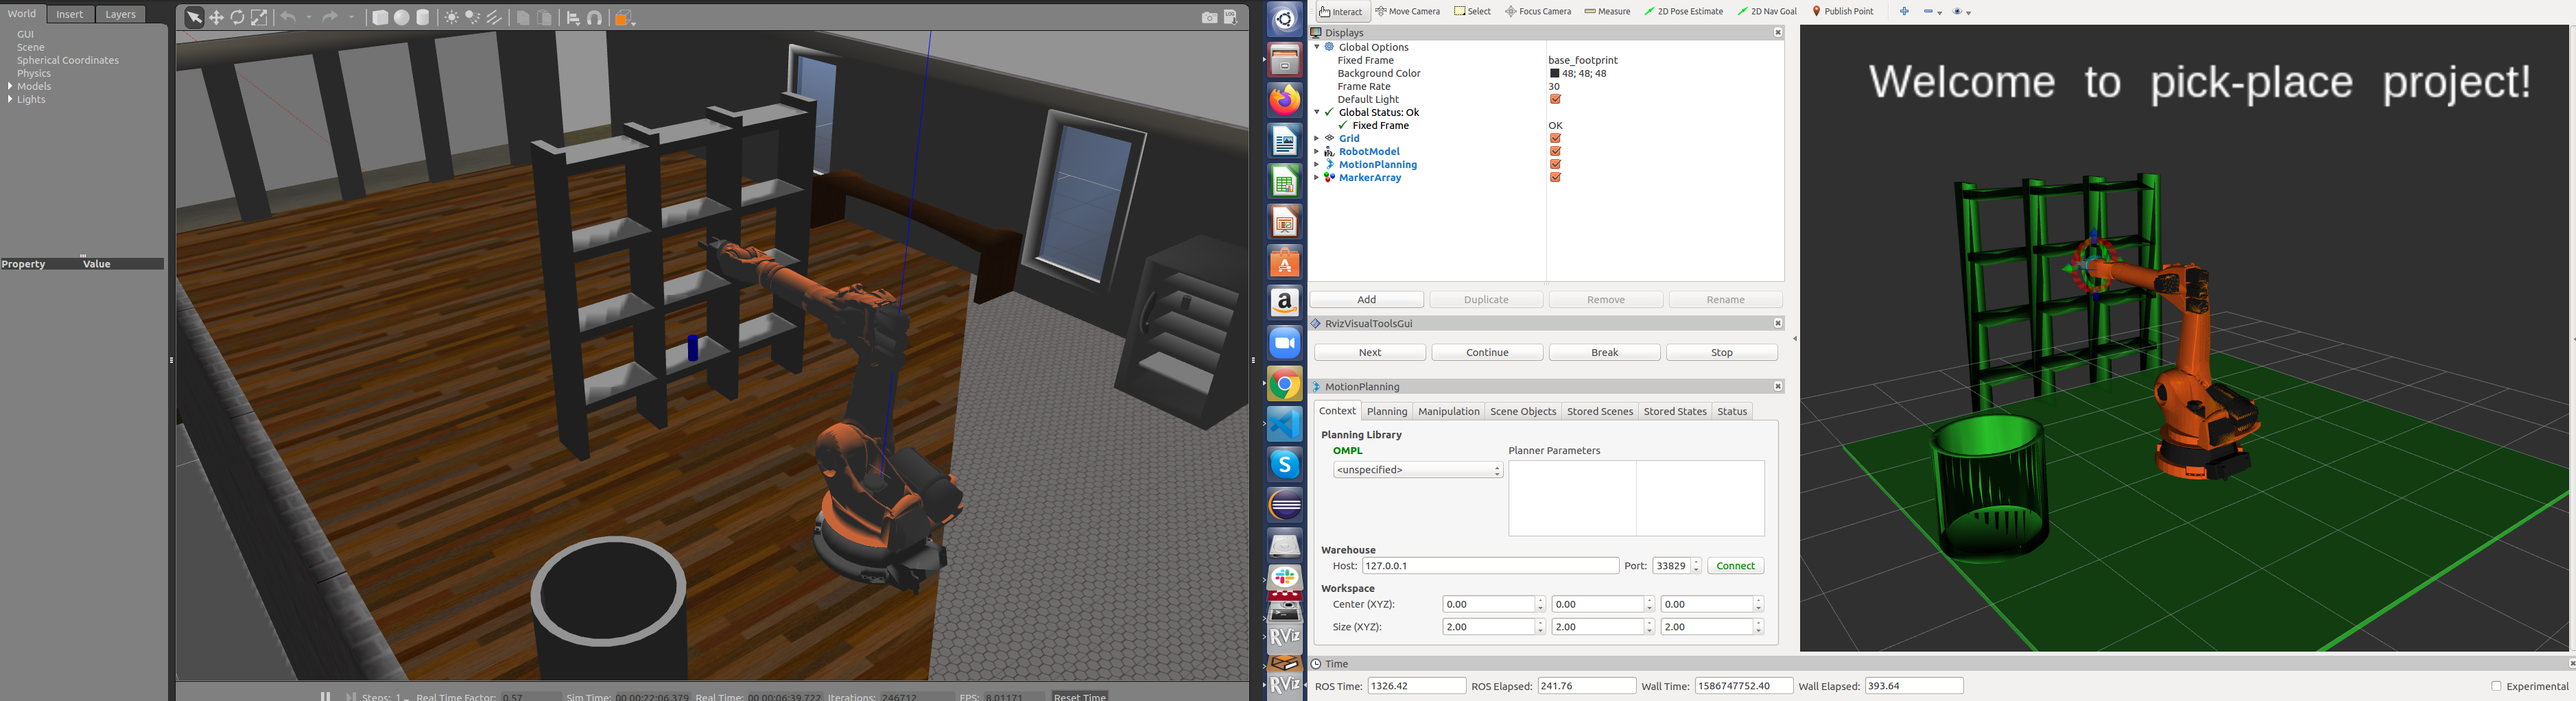 World Insert Layers
GUI
Scene
Spherical Coordinates
Physics
Models
Lights
Property Value
Steps: 1 Real Time Factor: 0.57 Sim Time: 00 00:22:06.379 Real Time: 00 00:06:39.722 Iterations: 246712 FPS: 8.01171 Reset Time
Interact Move Camera Select Focus Camera Measure 2D Pose Estimate 2D Nav Goal Publish Point
Displays
Global Options
Fixed Frame base_footprint
Background Color 48; 48; 48
Frame Rate 30
Default Light
Global Status: Ok
Fixed Frame OK
Grid
RobotModel
MotionPlanning
MarkerArray
Add Duplicate Remove Rename
RvizVisualToolsGui
Next Continue Break Stop
MotionPlanning
Context Planning Manipulation Scene Objects Stored Scenes Stored States Status
Planning Library
OMPL Planner Parameters
<unspecified>
Warehouse
Host: 127.0.0.1 Port: 33829 Connect
Workspace
Center (XYZ): 0.00 0.00 0.00
Size (XYZ): 2.00 2.00 2.00
Time
ROS Time: 1326.42 ROS Elapsed: 241.76 Wall Time: 1586747752.40 Wall Elapsed: 393.64 Experimental
Welcome to pick-place project!
RViz
RViz